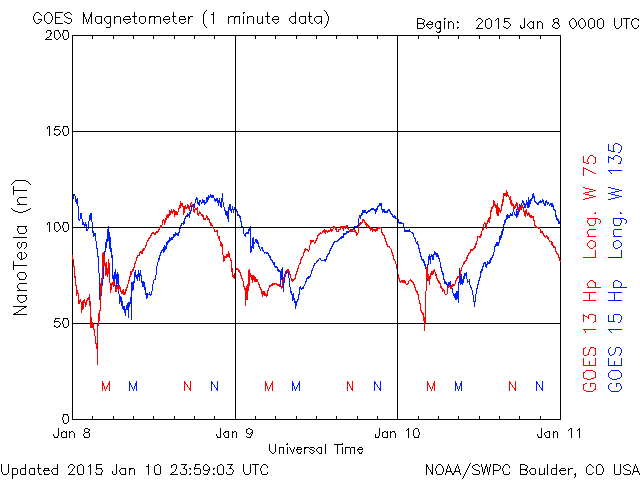 GOES Magnetometer (1 minute data)
Begin: 2015 Jan 8 0000 UTC
200
150
100
50
0
NanoTesla (nT)
M M N N M M N N M M N N
Jan 8 Jan 9 Jan 10 Jan 11
Universal Time
GOES 13 Hp Long. W 75
GOES 15 Hp Long. W 135
Updated 2015 Jan 10 23:59:03 UTC
NOAA/SWPC Boulder, CO USA